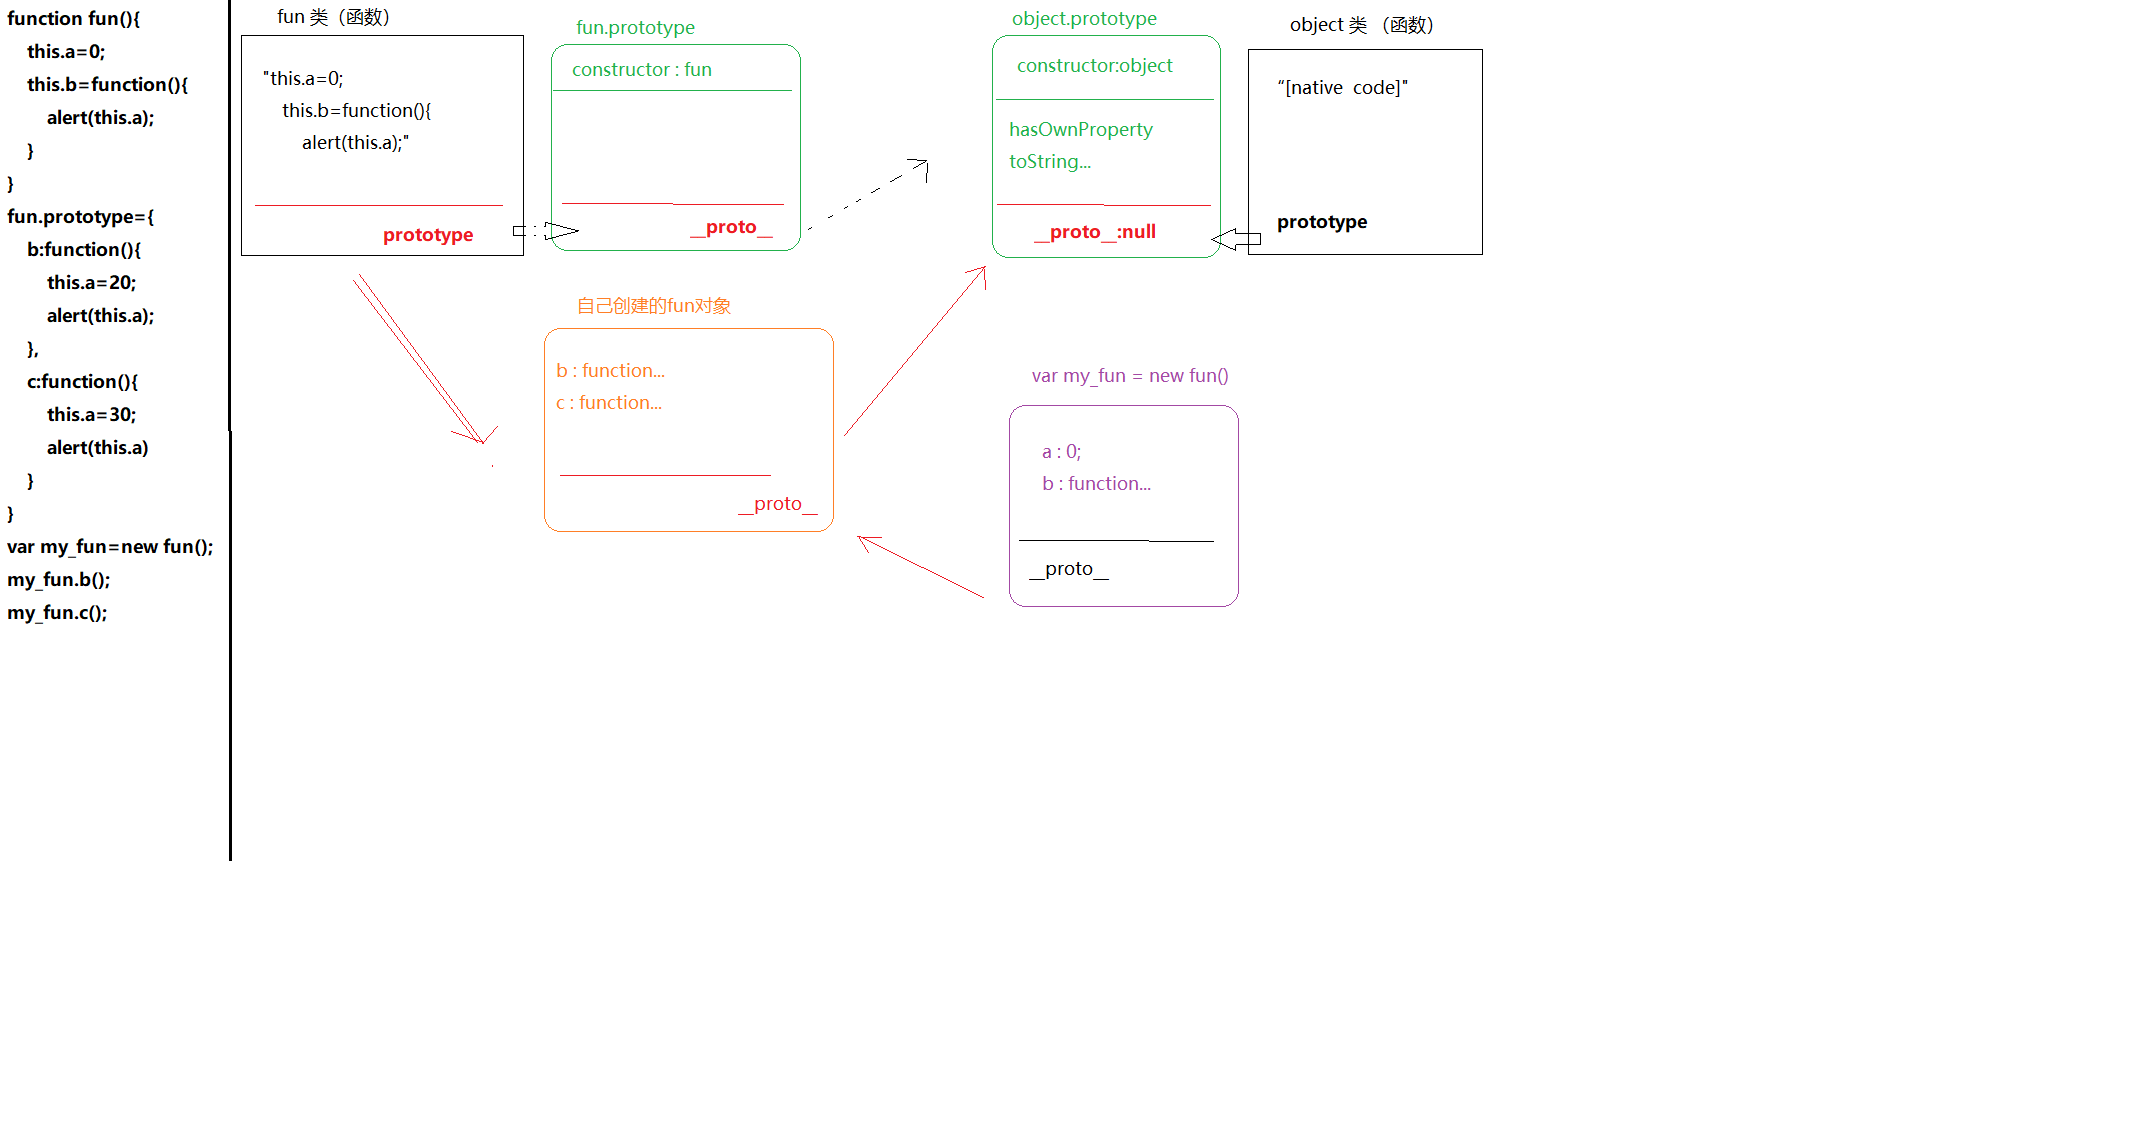 function fun(){
this.a=0;
this.b=function(){
alert(this.a);
}
}
fun.prototype={
b:function(){
this.a=20;
alert(this.a);
},
c:function(){
this.a=30;
alert(this.a)
}
}
var my_fun=new fun();
my_fun.b();
my_fun.c();
fun 类（函数）
"this.a=0;
this.b=function(){
alert(this.a);"
prototype
fun.prototype
constructor : fun
__proto__
object.prototype
constructor:object
hasOwnProperty
toString...
__proto__:null
object 类 （函数）
“[native  code]"
prototype
自己创建的fun对象
b : function...
c : function...
__proto__
var my_fun = new fun()
a : 0;
b : function...
__proto__